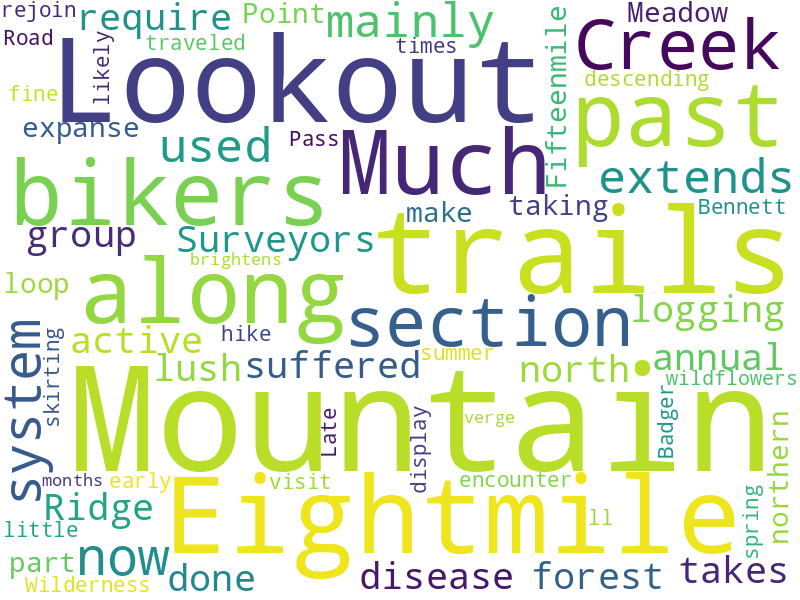 rejoin
require
mainly
Point
Meadow
Creek
Road
traveled
times
Lookout
likely
Fifteenmile
descending
past
fine
expanse
used
Pass
Much
extends
bikers
make
taking
Bennett
group
Surveyors
trails
brightens
along
loop
section
logging
active
hike
system
skirting
lush
suffered
summer
north
annual
wildflowers
Mountain
Late
display
verge
Badger
northern
months
early
visit
encounter
Eightmile
ll
spring
Ridge
little
now
part
Wilderness
done
disease
forest
takes